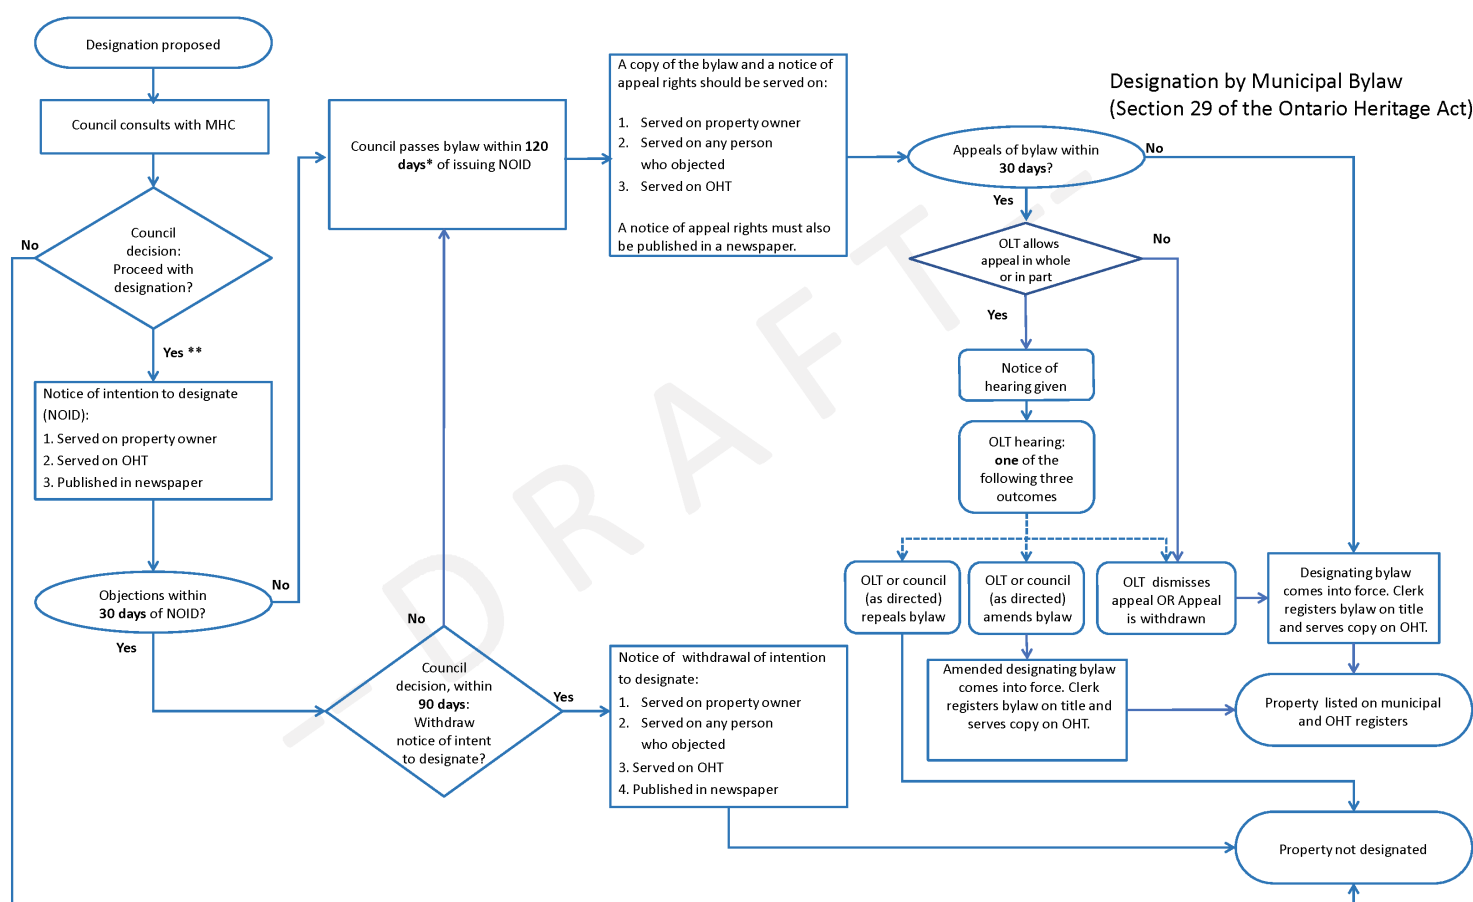 Designation proposed
Council consults with MHC
Council
decision:
Proceed with
designation?
No
Yes **
Notice of intention to designate
(NOID):
1. Served on property owner
2. Served on OHT
3. Published in newspaper
Objections within
30 days of NOID?
No
Yes
Council passes bylaw within 120
days* of issuing NOID
No
Council
decision, within
90 days:
Withdraw
notice of intent
to designate?
Yes
A copy of the bylaw and a notice of
appeal rights should be served on:
1. Served on property owner
2. Served on any person
who objected
3. Served on OHT
A notice of appeal rights must also
be published in a newspaper.
Notice of withdrawal of intention
to designate:
1. Served on property owner
2. Served on any person
who objected
3. Served on OHT
4. Published in newspaper
Designation by Municipal Bylaw
(Section 29 of the Ontario Heritage Act)
Appeals of bylaw within
30 days?
No
Yes
OLT allows
appeal in whole
or in part
No
Yes
Notice of
hearing given
OLT hearing:
one of the
following three
outcomes
OLT or council
(as directed)
repeals bylaw
OLT or council
(as directed)
amends bylaw
OLT dismisses
appeal OR Appeal
is withdrawn
Designating bylaw
comes into force. Clerk
registers bylaw on title
and serves copy on OHT.
Amended designating bylaw
comes into force. Clerk
registers bylaw on title and
serves copy on OHT.
Property listed on municipal
and OHT registers
Property not designated
—DRAFT--